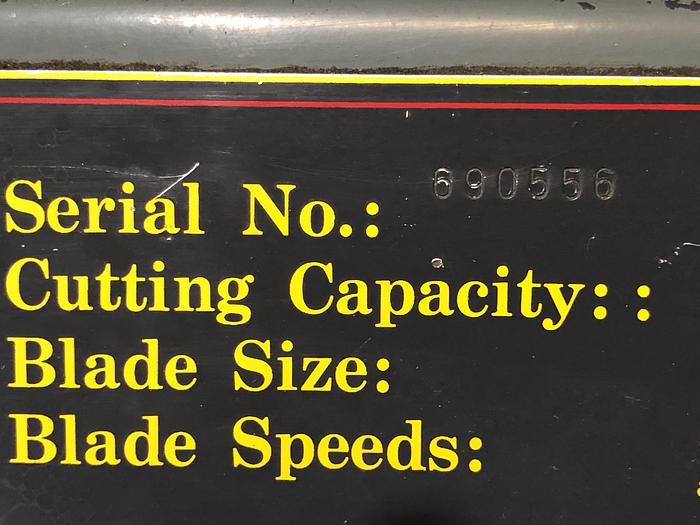 Serial No.: 690556
Cutting Capacity: :
Blade Size:
Blade Speeds: